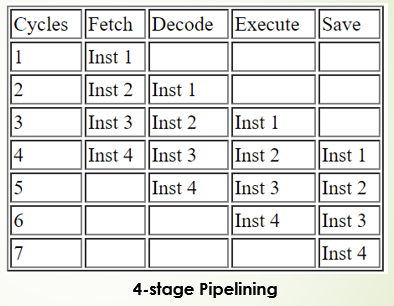 Cycles Fetch Decode Execute Save
1 Inst 1
2 Inst 2 Inst 1
3 Inst 3 Inst 2 Inst 1
4 Inst 4 Inst 3 Inst 2 Inst 1
5 Inst 4 Inst 3 Inst 2
6 Inst 4 Inst 3
7 Inst 4
4-stage Pipelining